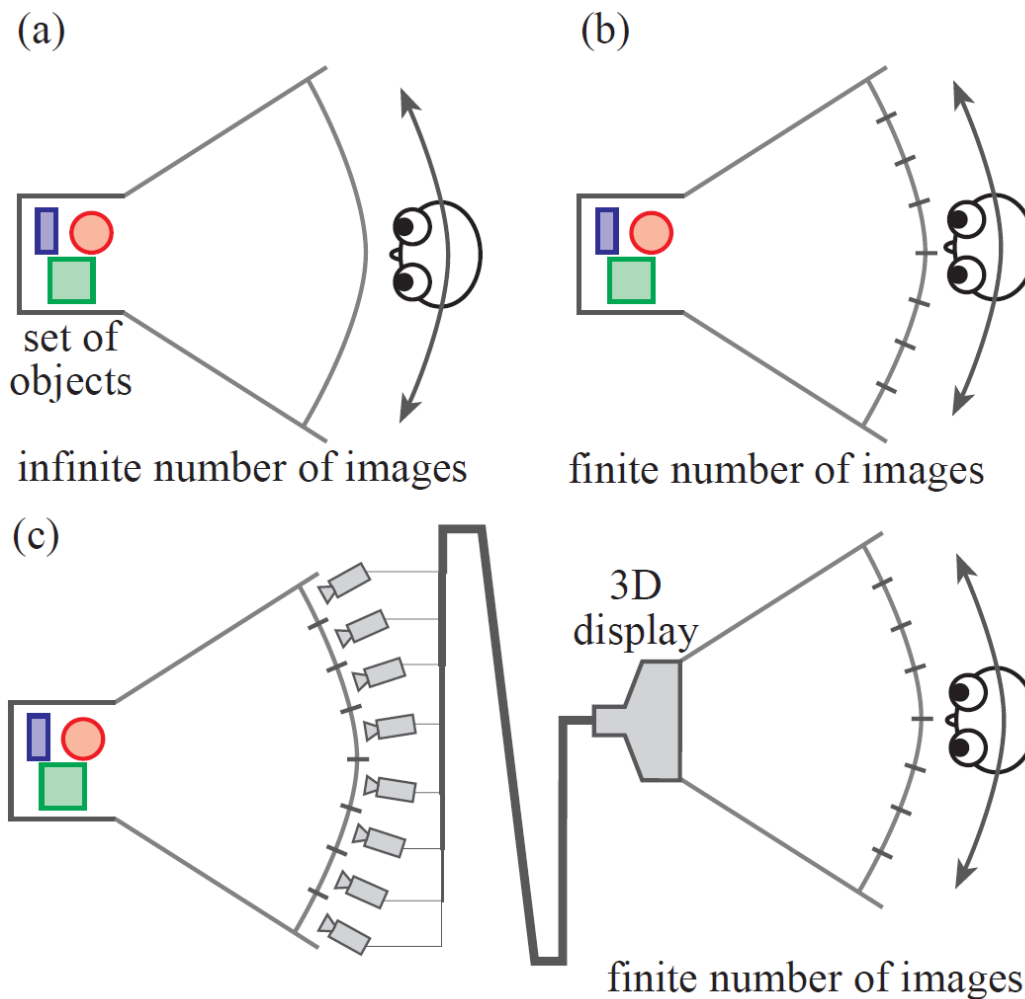 (a)
(b)
set of
objects
infinite number of images
finite number of images
(c)
3D
display
finite number of images